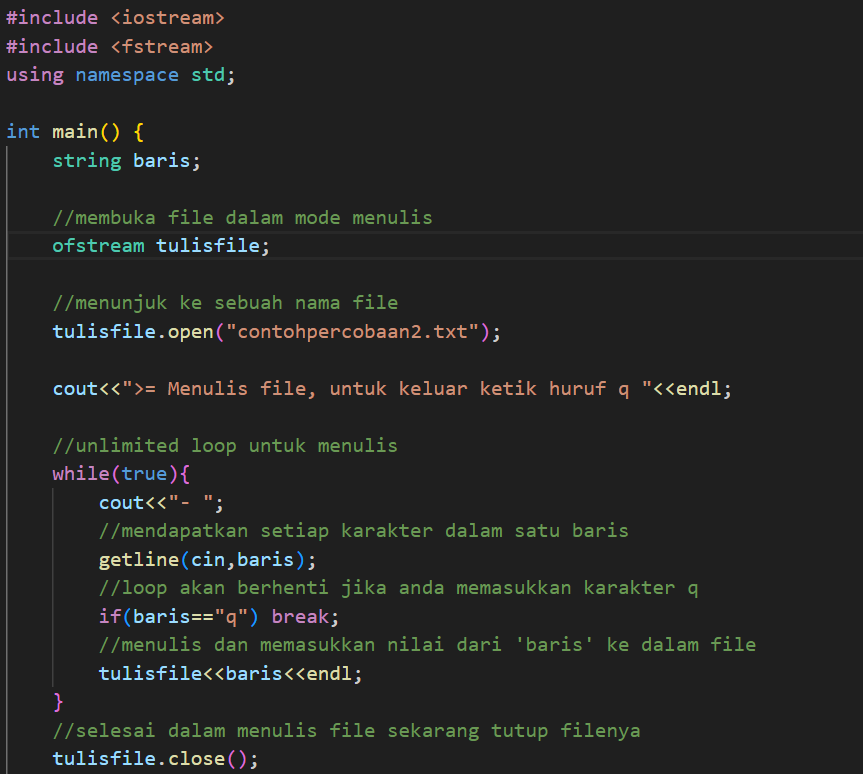 #include <iostream>
#include <fstream>
using namespace std;
int main() {
string baris;
//membuka file dalam mode menulis
ofstream tulisfile;
//menunjuk ke sebuah nama file
tulisfile.open("contohpercobaan2.txt");
cout<<">= Menulis file, untuk keluar ketik huruf q "<<endl;
//unlimited loop untuk menulis
while(true){
cout<<"- ";
//mendapatkan setiap karakter dalam satu baris
getline(cin,baris);
//loop akan berhenti jika anda memasukkan karakter q
if(baris=="q") break;
//menulis dan memasukkan nilai dari 'baris' ke dalam file
tulisfile<<baris<<endl;
}
//selesai dalam menulis file sekarang tutup filenya
tulisfile.close();